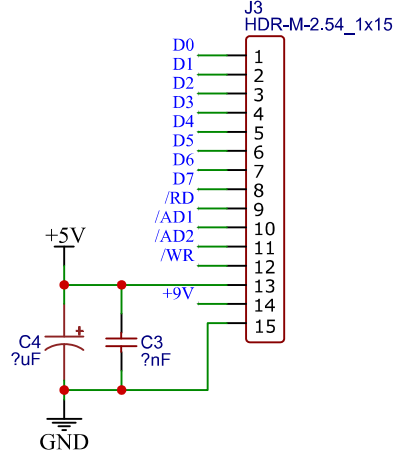 J3
HDR-M-2.54_1x15
D0
1
D1
2
D2
3
D3
4
D4
5
D5
6
D6
7
D7
8
/RD
9
/AD1
10
/AD2
11
/WR
12
+5V
13
+9V
14
15
+
C4
?uF
C3
?nF
GND